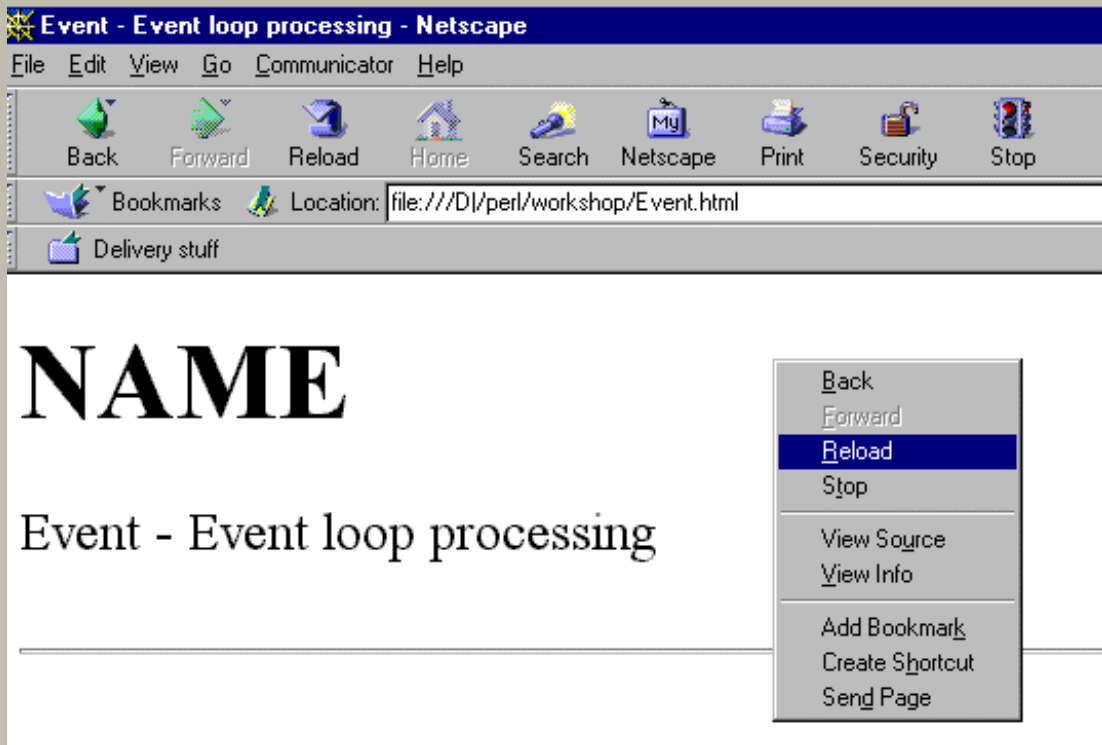 Event - Event loop processing - Netscape
File Edit View Go Communicator Help
Back Forward Reload Home Search Netscape Print Security Stop
My
Bookmarks Location: file:///D|/perl/workshop/Event.html
Delivery stuff
NAME
Event - Event loop processing
Back
Forward
Reload
Stop
View Source
View Info
Add Bookmark
Create Shortcut
Send Page